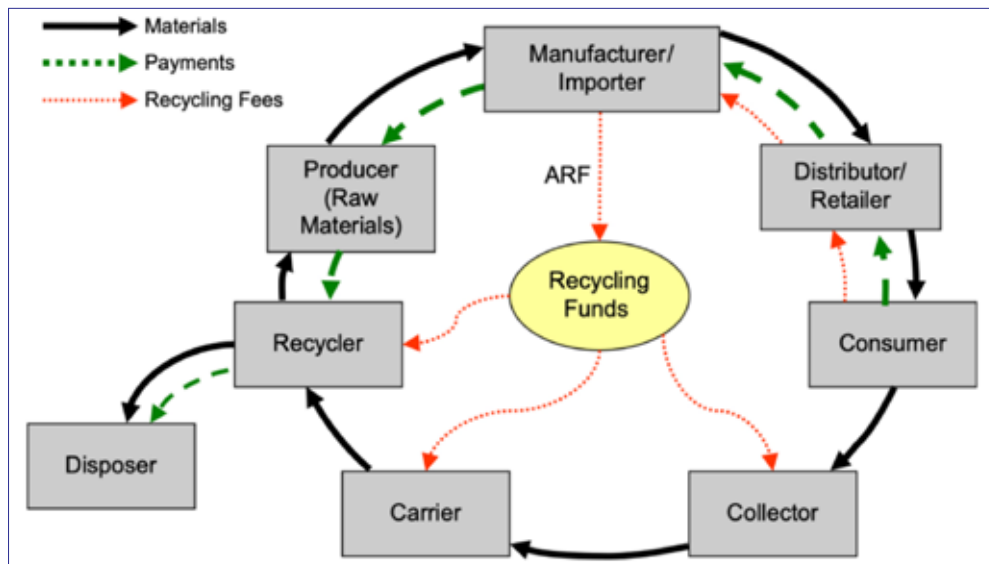 Materials
Payments
Recycling Fees
Manufacturer/
Importer
Producer
(Raw
Materials)
ARF
Distributor/
Retailer
Recycling
Funds
Recycler
Consumer
Disposer
Carrier
Collector